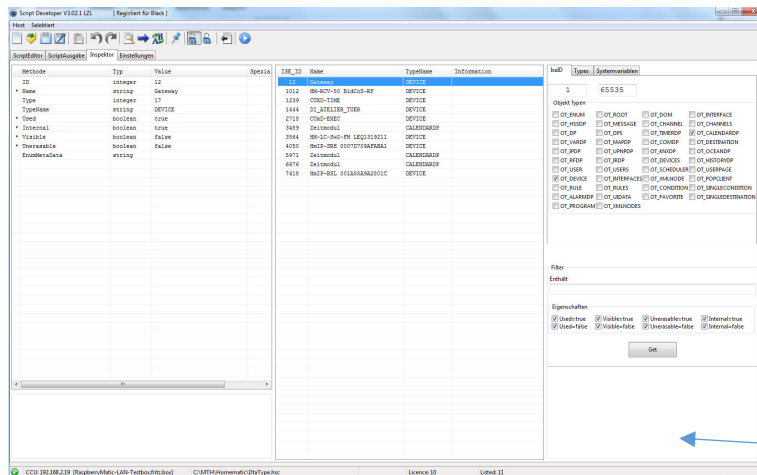 Script Developer V3.02.1 LZL [ Registiert für Black ]
Host Selektiert
ScriptEditor ScriptAusgabe Inspektor Einstellungen
Methode Typ Value Spezia
ID integer 12
* Name string Gateway
Type integer 17
TypeName string DEVICE
* Used boolean true
* Internal boolean true
* Visible boolean false
* Unerasable boolean false
EnumMetaData string
ISE_ID Name TypeName Information
12 Gateway DEVICE
1012 HM-RCV-50 BidCoS-RF DEVICE
1239 CUxD-TIME DEVICE
1444 DI_ATELIER_TUER DEVICE
2718 CUxD-EXEC DEVICE
3489 Zeitmodul CALENDARDP
3564 HM-LC-Sw2-FM LEQ1319211 DEVICE
4050 HmIP-SRH 0007D709AFABA1 DEVICE
5971 Zeitmodul CALENDARDP
6676 Zeitmodul CALENDARDP
7418 HmIP-BSL 001A58A9A2801C DEVICE
IseID Types Systemvariablen
1 65535
Objekt Typen
OT_ENUM OT_ROOT OT_DOM OT_INTERFACE
OT_HSSDP OT_MESSAGE OT_CHANNEL OT_CHANNELS
OT_DP OT_DPS OT_TIMERDP OT_CALENDARDP
OT_VARDP OT_MAPDP OT_COMDP OT_DESTINATION
OT_IPDP OT_UPNPDP OT_KNXDP OT_OCEANDP
OT_RFDP OT_IRDP OT_DEVICES OT_HISTORYDP
OT_USER OT_USERS OT_SCHEDULER OT_USERPAGE
OT_DEVICE OT_INTERFACES OT_XMLNODE OT_POPCLIENT
OT_RULE OT_RULES OT_CONDITION OT_SINGLECONDITION
OT_ALARMDP OT_UIDATA OT_FAVORITE OT_SINGLEDESTINATION
OT_PROGRAM OT_XMLNODES
Filter
Enthält
Eigenschaften
Used=true Visible=true Unerasable=true Internal=true
Used=false Visible=false Unerasable=false Internal=false
Get
CCU: 192.168.2.19 [RaspberryMatic-LAN-Testbox.fritz.box] C:\MTH\Homematic\DtaType.hsc Licence: 10 Listed: 11